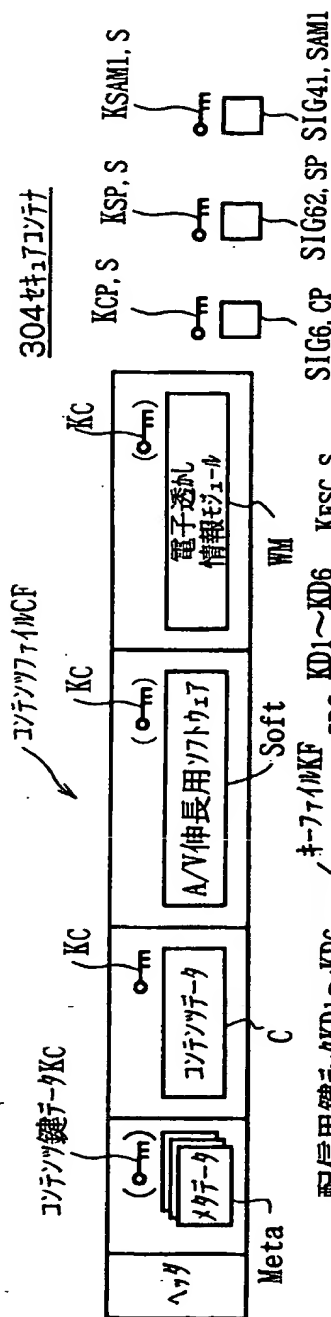 304セキュアコンテナ
コンテンツファイルCF
コンテンツ鍵データKC
KC
KC
KC
KCP, S
KSP, S
KSAM1, S
ヘッダ
メタデータ
コンテンツデータ
A/V伸長用ソフトウェア
電子透かし
情報モジュール
Meta
C
Soft
WM
SIG6, CP
SIG62, SP
SIG41, SAM1
キーファイルKF
KD1~KD6
KESC, S